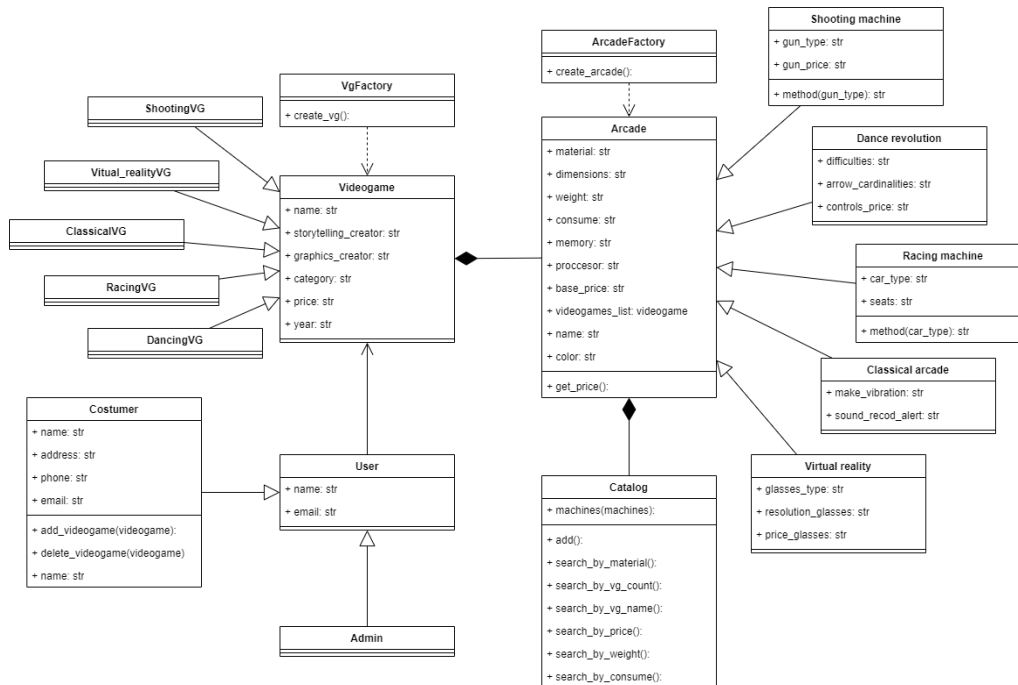 ShootingVG
Vitual_realityVG
ClassicalVG
RacingVG
DancingVG
VgFactory
+ create_vg():
Videogame
+ name: str
+ storytelling_creator: str
+ graphics_creator: str
+ category: str
+ price: str
+ year: str
Costumer
+ name: str
+ address: str
+ phone: str
+ email: str
+ add_videogame(videogame):
+ delete_videogame(videogame)
+ name: str
User
+ name: str
+ email: str
Admin
ArcadeFactory
+ create_arcade():
Arcade
+ material: str
+ dimensions: str
+ weight: str
+ consume: str
+ memory: str
+ proccesor: str
+ base_price: str
+ videogames_list: videogame
+ name: str
+ color: str
+ get_price():
Catalog
+ machines(machines):
+ add():
+ search_by_material():
+ search_by_vg_count():
+ search_by_vg_name():
+ search_by_price():
+ search_by_weight():
+ search_by_consume():
Shooting machine
+ gun_type: str
+ gun_price: str
+ method(gun_type): str
Dance revolution
+ difficulties: str
+ arrow_cardinalities: str
+ controls_price: str
Racing machine
+ car_type: str
+ seats: str
+ method(car_type): str
Classical arcade
+ make_vibration: str
+ sound_recod_alert: str
Virtual reality
+ glasses_type: str
+ resolution_glasses: str
+ price_glasses: str